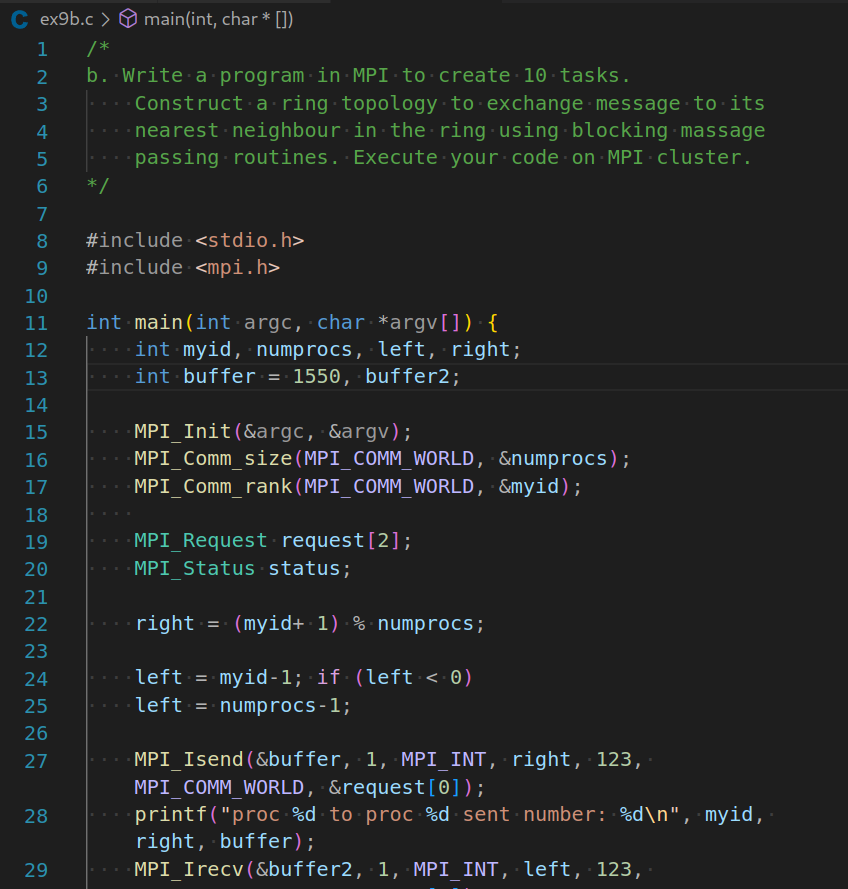 C ex9b.c > main(int, char * [])
1 /*
2 b. Write a program in MPI to create 10 tasks.
3 Construct a ring topology to exchange message to its
4 nearest neighbour in the ring using blocking massage
5 passing routines. Execute your code on MPI cluster.
6 */
7
8 #include <stdio.h>
9 #include <mpi.h>
10
11 int main(int argc, char *argv[]) {
12 int myid, numprocs, left, right;
13 int buffer = 1550, buffer2;
14
15 MPI_Init(&argc, &argv);
16 MPI_Comm_size(MPI_COMM_WORLD, &numprocs);
17 MPI_Comm_rank(MPI_COMM_WORLD, &myid);
18
19 MPI_Request request[2];
20 MPI_Status status;
21
22 right = (myid+ 1) % numprocs;
23
24 left = myid-1; if (left < 0)
25 left = numprocs-1;
26
27 MPI_Isend(&buffer, 1, MPI_INT, right, 123,
MPI_COMM_WORLD, &request[0]);
28 printf("proc %d to proc %d sent number: %d\n", myid,
right, buffer);
29 MPI_Irecv(&buffer2, 1, MPI_INT, left, 123,